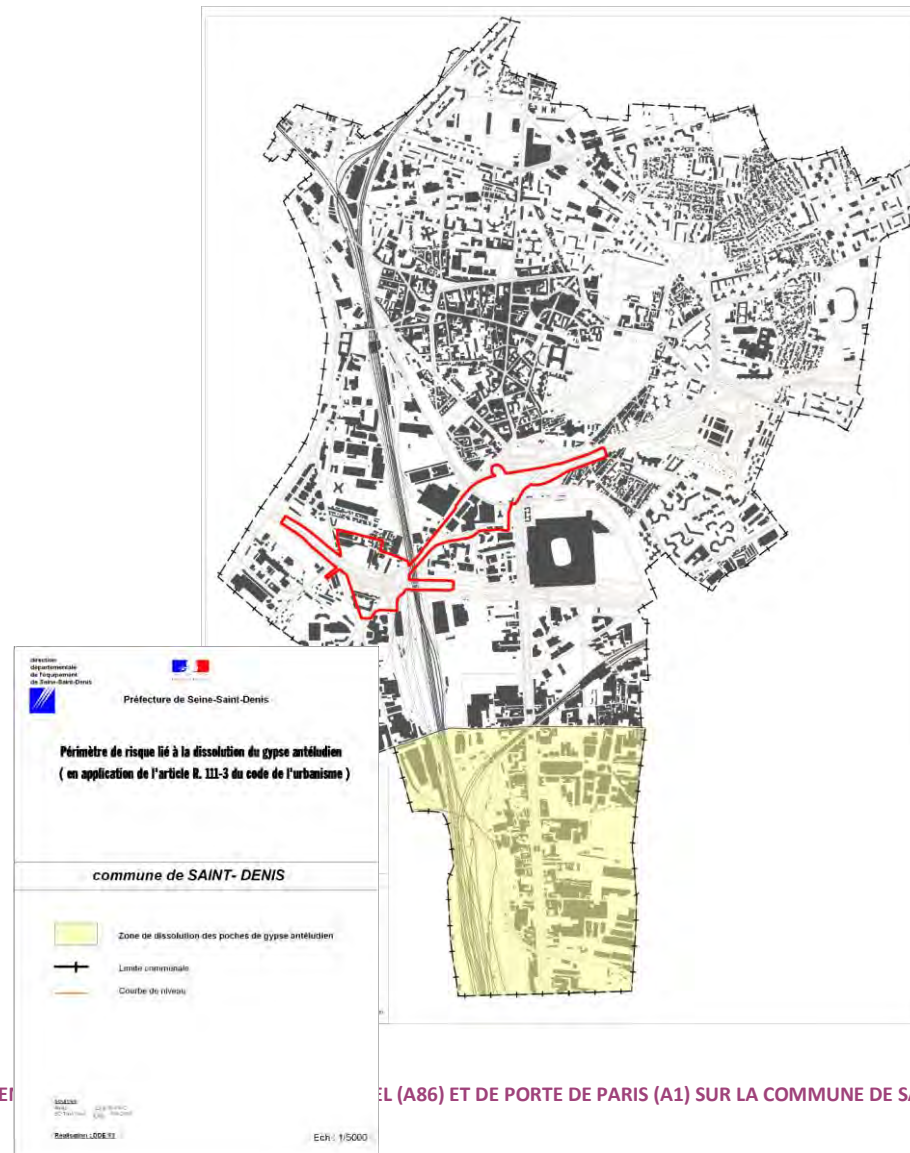 direction
départementale
de l'équipement
de Seine-Saint-Denis
Préfecture de Seine-Saint-Denis
Périmètre de risque lié à la dissolution du gypse antéludien
( en application de l'article R. 111-3 du code de l'urbanisme )
commune de SAINT- DENIS
Zone de dissolution des poches de gypse antéludien
Limite communale
Courbe de niveau
EL (A86) ET DE PORTE DE PARIS (A1) SUR LA COMMUNE DE SA
Ech : 1/5000